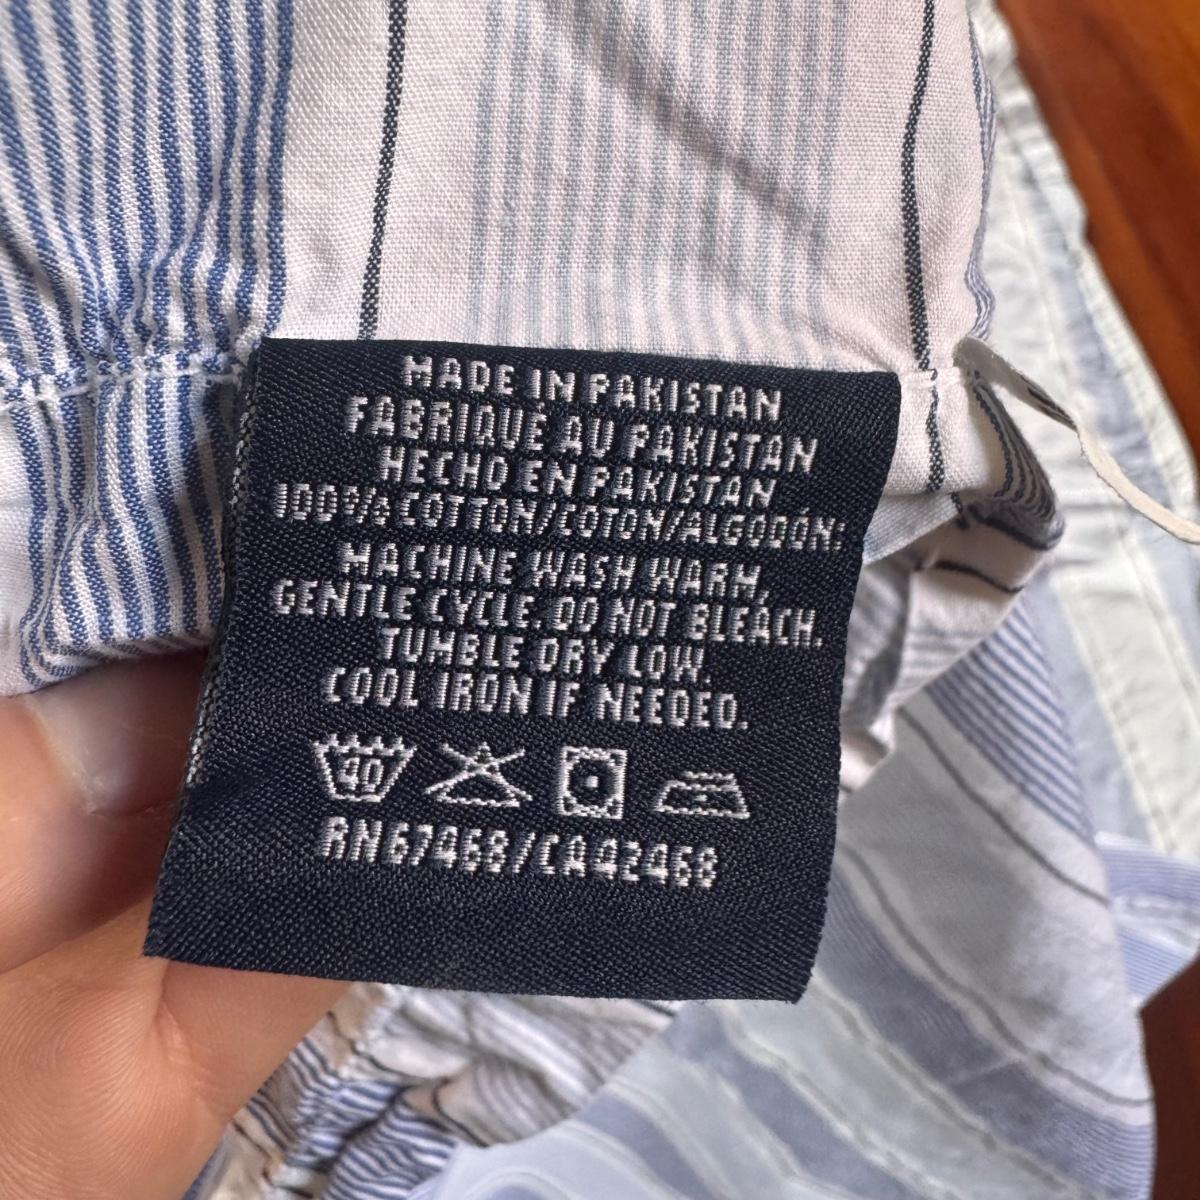 MADE IN PAKISTAN
FABRIQUÉ AU PAKISTAN
HECHO EN PAKISTAN
100% COTTON/COTON/ALGODÓN:
MACHINE WASH WARM,
GENTLE CYCLE. DO NOT BLEACH.
TUMBLE DRY LOW.
COOL IRON IF NEEDED.
40
RN67468/CA42468